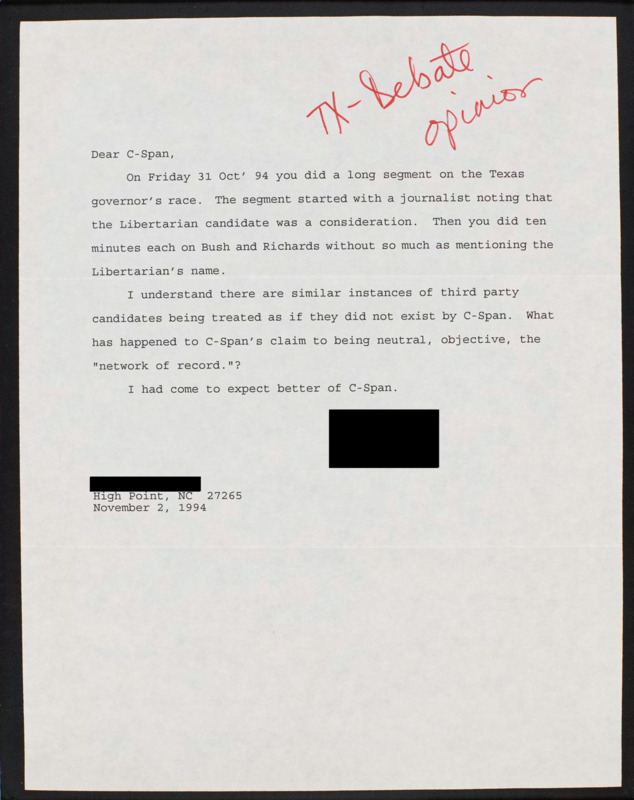 TX-Debate
opinion
Dear C-Span,
On Friday 31 Oct' 94 you did a long segment on the Texas
governor's race. The segment started with a journalist noting that
the Libertarian candidate was a consideration. Then you did ten
minutes each on Bush and Richards without so much as mentioning the
Libertarian's name.
I understand there are similar instances of third party
candidates being treated as if they did not exist by C-Span. What
has happened to C-Span's claim to being neutral, objective, the
"network of record."?
I had come to expect better of C-Span.
High Point, NC 27265
November 2, 1994